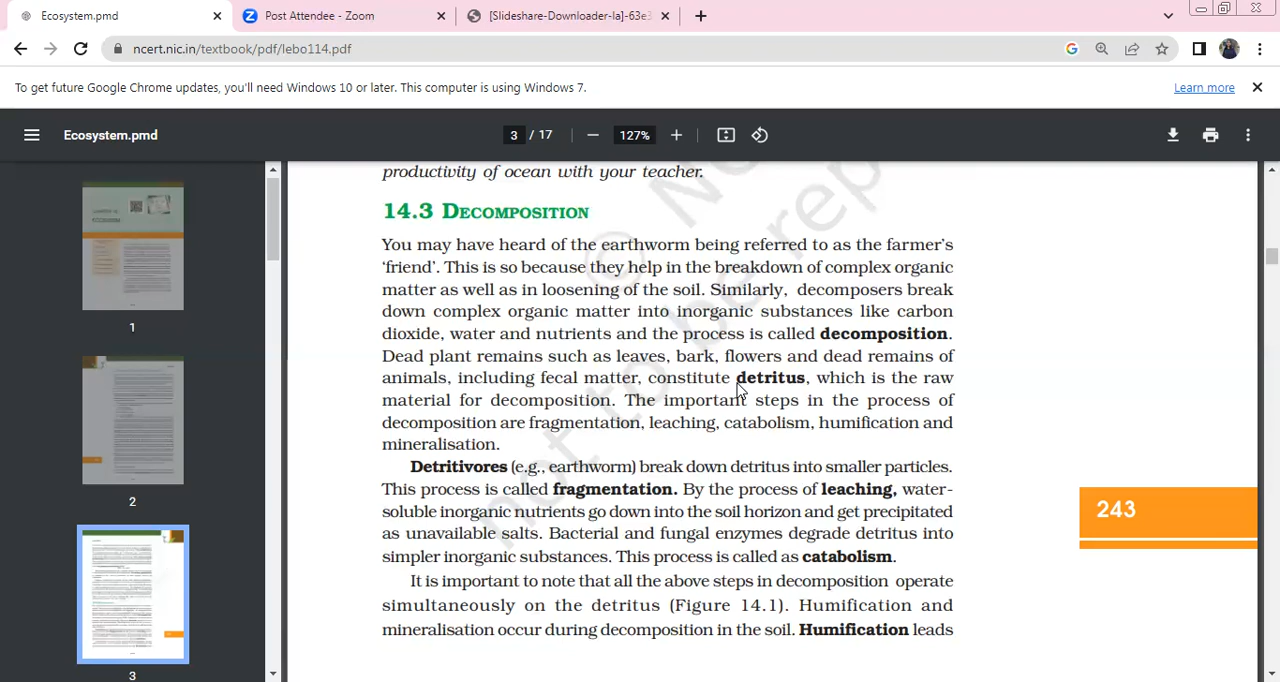 Ecosystem.pmd
Post Attendee - Zoom
[Slideshare-Downloader-la]-63e3
ncert.nic.in/textbook/pdf/lebo114.pdf
To get future Google Chrome updates, you'll need Windows 10 or later. This computer is using Windows 7.
Learn more
Ecosystem.pmd
3 / 17
127%
1
2
3
productivity of ocean with your teacher.
14.3 DECOMPOSITION
You may have heard of the earthworm being referred to as the farmer's
'friend'. This is so because they help in the breakdown of complex organic
matter as well as in loosening of the soil. Similarly, decomposers break
down complex organic matter into inorganic substances like carbon
dioxide, water and nutrients and the process is called decomposition.
Dead plant remains such as leaves, bark, flowers and dead remains of
animals, including fecal matter, constitute detritus, which is the raw
material for decomposition. The important steps in the process of
decomposition are fragmentation, leaching, catabolism, humification and
mineralisation.
Detritivores (e.g., earthworm) break down detritus into smaller particles.
This process is called fragmentation. By the process of leaching, water-
soluble inorganic nutrients go down into the soil horizon and get precipitated
as unavailable salts. Bacterial and fungal enzymes degrade detritus into
simpler inorganic substances. This process is called as catabolism.
It is important to note that all the above steps in decomposition operate
simultaneously on the detritus (Figure 14.1). Humification and
mineralisation occur during decomposition in the soil. Humification leads
243
© No
not to be rep